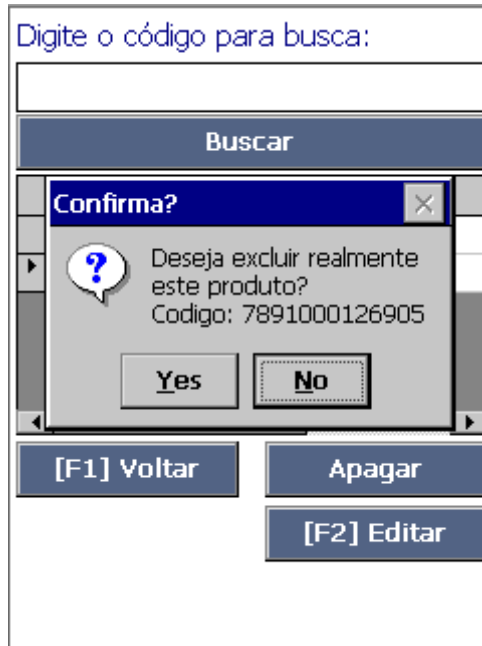 Digite o código para busca:
Buscar
Confirma?
?
Deseja excluir realmente
este produto?
Codigo: 7891000126905
Yes
No
[F1] Voltar
Apagar
[F2] Editar